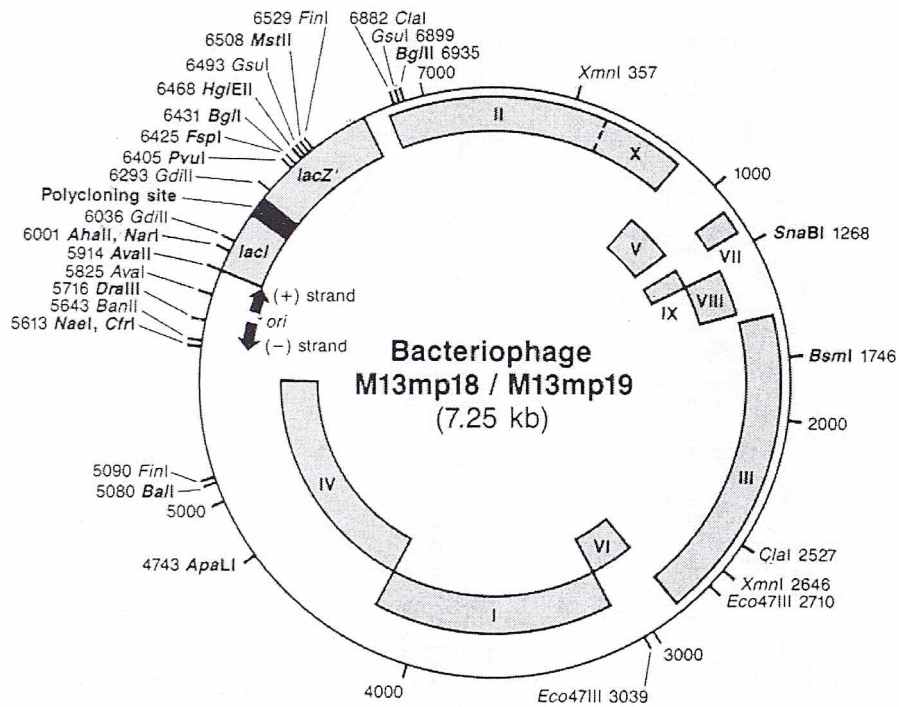 6529 FinI
6508 MstII
6493 GsuI
6468 HgiEII
6431 BglI
6425 FspI
6405 PvuI
6293 GdiII
Polycloning site
6036 GdiII
6001 AhaII, NarI
5914 AvaII
5825 AvaI
5716 DraIII
5643 BanII
5613 NaeI, CfrI
6882 ClaI
GsuI 6899
BglII 6935
7000
XmnI 357
1000
SnaBI 1268
BsmI 1746
2000
ClaI 2527
XmnI 2646
Eco47III 2710
3000
Eco47III 3039
4000
4743 ApaLI
5000
5080 BalI
5090 FinI
II
X
lacZ'
lacI
V
VII
IX
VIII
III
VI
I
IV
(+) strand
ori
(−) strand
Bacteriophage
M13mp18 / M13mp19
(7.25 kb)